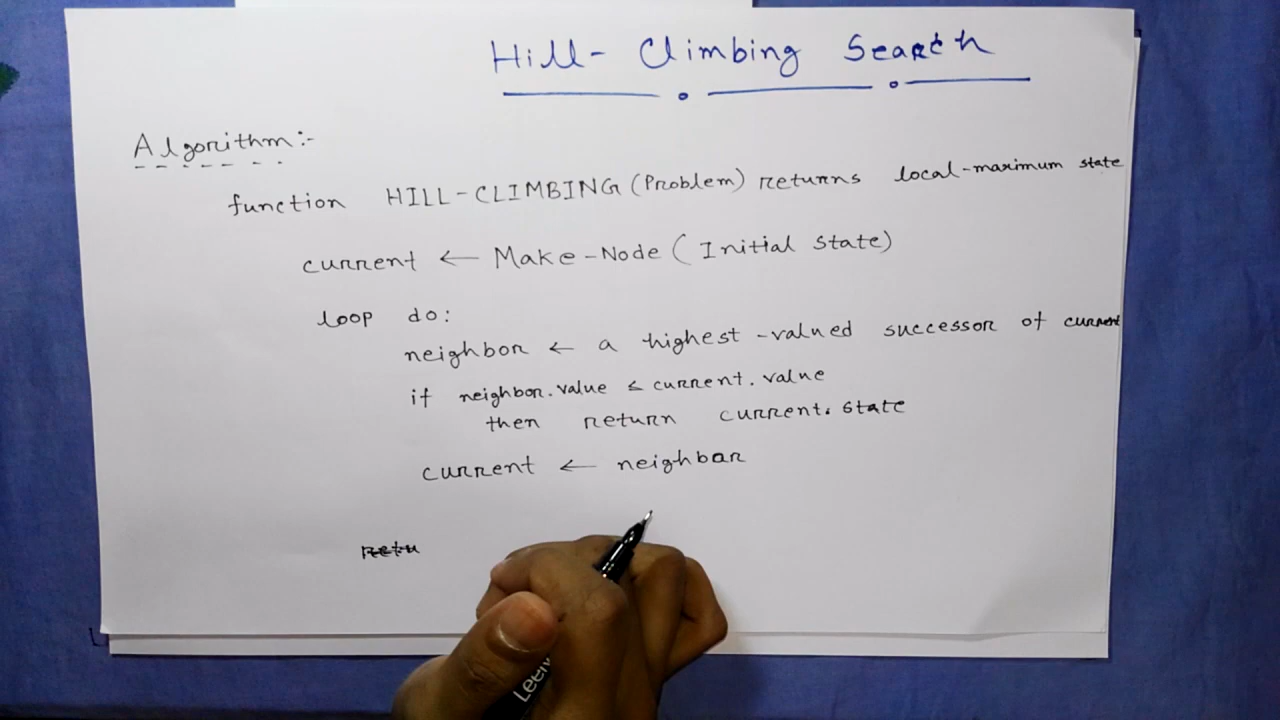 Hill- Climbing Search
Algorithm:-
function HILL-CLIMBING (Problem) returns local-maximum state
current ← Make-Node (Initial State)
loop do:
neighbor ← a highest-valued successor of current
if neighbor.value ≤ current.value
then return current.state
current ← neighbor